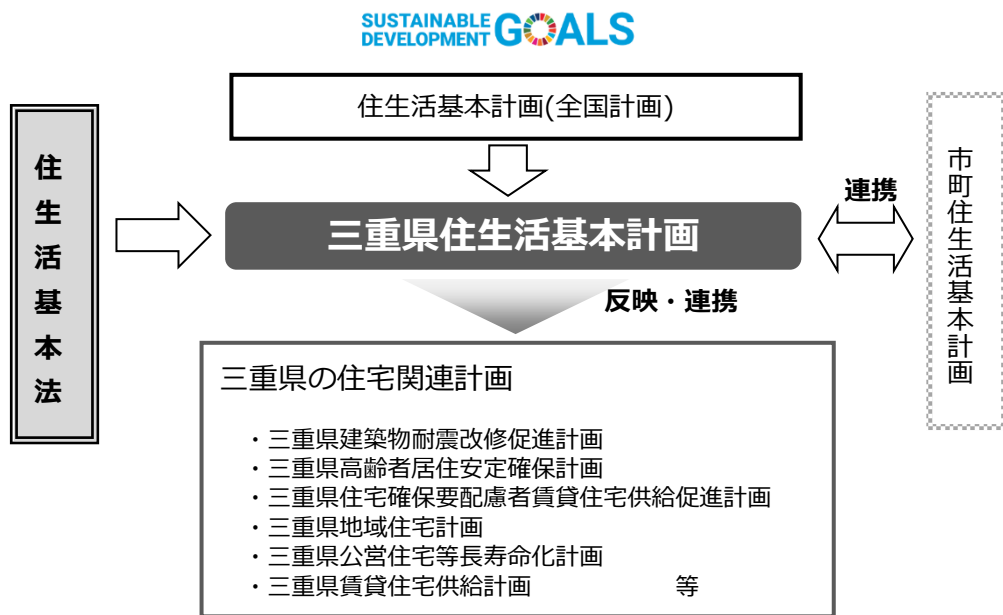 SUSTAINABLE
DEVELOPMENT
GOALS
住生活基本計画(全国計画)
住生活基本法
三重県住生活基本計画
連携
市町住生活基本計画
反映・連携
三重県の住宅関連計画
・三重県建築物耐震改修促進計画
・三重県高齢者居住安定確保計画
・三重県住宅確保要配慮者賃貸住宅供給促進計画
・三重県地域住宅計画
・三重県公営住宅等長寿命化計画
・三重県賃貸住宅供給計画 等